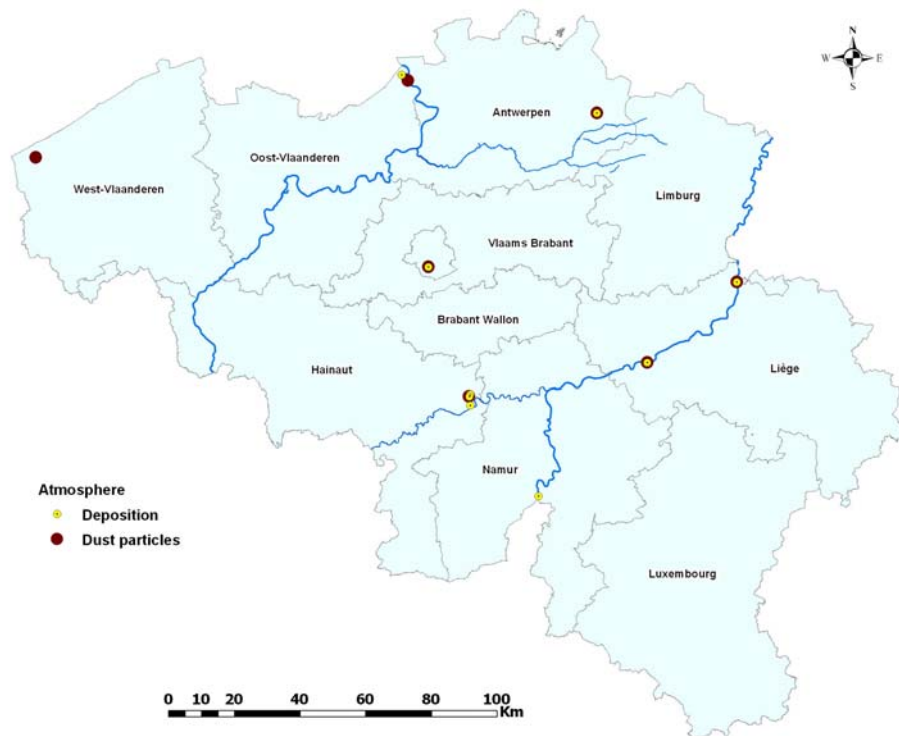 N
W E
S
Antwerpen
Oost-Vlaanderen
West-Vlaanderen
Limburg
Vlaams Brabant
Brabant Wallon
Hainaut
Liège
Namur
Luxembourg
Atmosphere
Deposition
Dust particles
0 10 20 40 60 80 100
Km